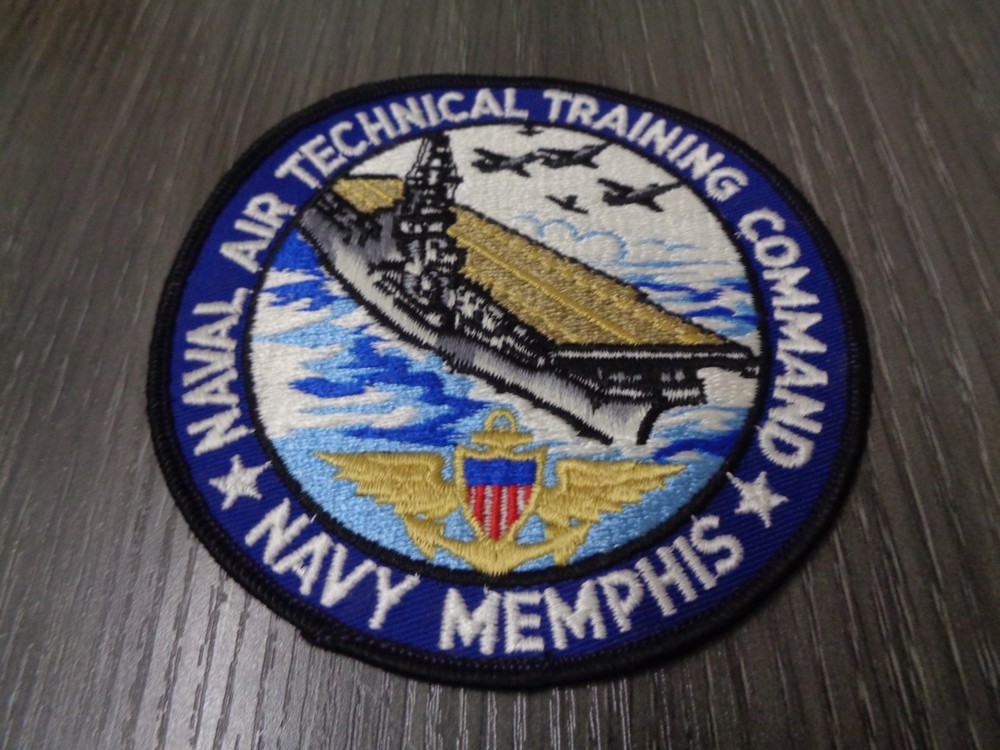 NAVAL AIR TECHNICAL TRAINING COMMAND
NAVY MEMPHIS